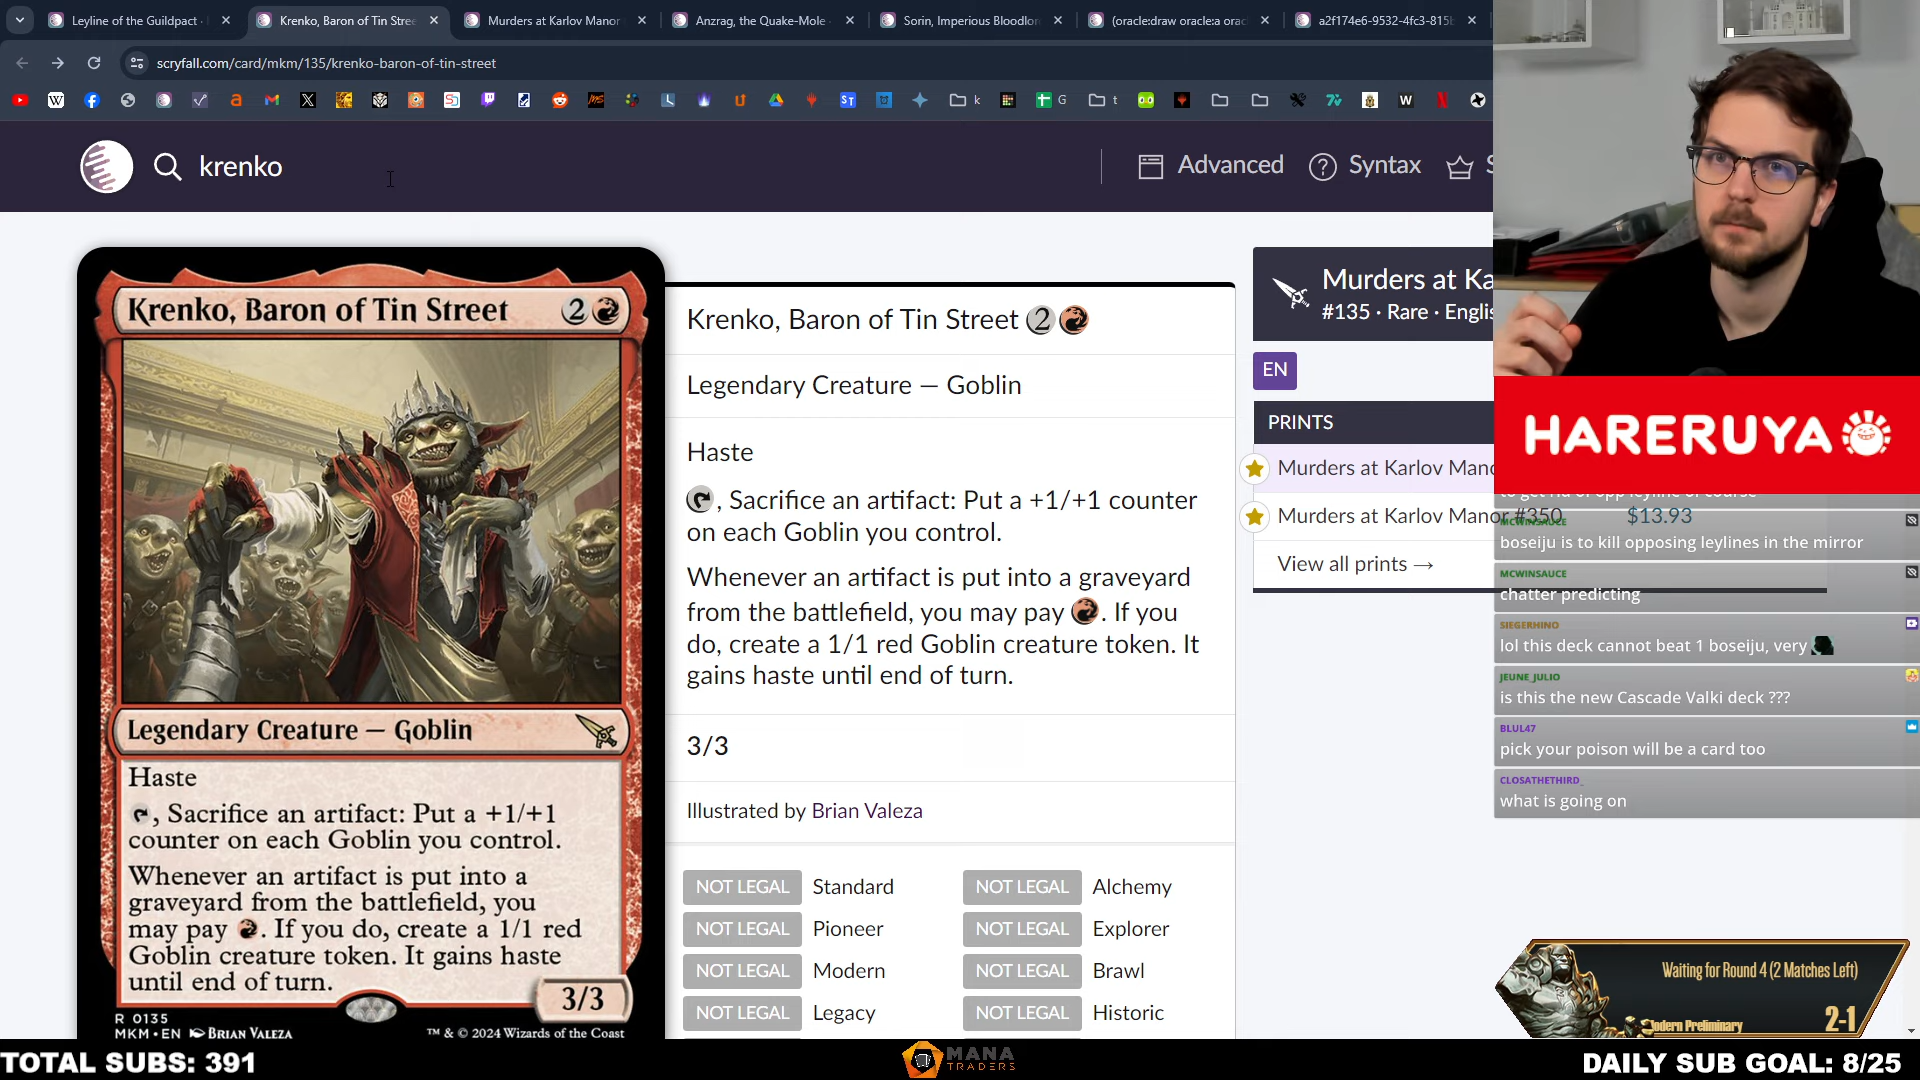 Leyline of the Guildpact ·
Krenko, Baron of Tin Stree
Murders at Karlov Manor
Anzrag, the Quake-Mole ·
Sorin, Imperious Bloodlor
(oracle:draw oracle:a orac
a2f174e6-9532-4fc3-815b
scryfall.com/card/mkm/135/krenko-baron-of-tin-street
k
G
t
krenko
Advanced
Syntax
S
Krenko, Baron of Tin Street 2
Legendary Creature — Goblin
Haste
, Sacrifice an artifact: Put a +1/+1
counter on each Goblin you control.
Whenever an artifact is put into a
graveyard from the battlefield, you
may pay . If you do, create a 1/1 red
Goblin creature token. It gains haste
until end of turn.
3/3
R 0135
MKM • EN BRIAN VALEZA
™ & © 2024 Wizards of the Coast
Krenko, Baron of Tin Street 2
Legendary Creature — Goblin
Haste
, Sacrifice an artifact: Put a +1/+1 counter
on each Goblin you control.
Whenever an artifact is put into a graveyard
from the battlefield, you may pay . If you
do, create a 1/1 red Goblin creature token. It
gains haste until end of turn.
3/3
Illustrated by Brian Valeza
NOT LEGAL Standard NOT LEGAL Alchemy
NOT LEGAL Pioneer NOT LEGAL Explorer
NOT LEGAL Modern NOT LEGAL Brawl
NOT LEGAL Legacy NOT LEGAL Historic
Murders at Ka
#135 · Rare · Englis
EN
PRINTS
Murders at Karlov Mano
Murders at Karlov Manor #350 $13.93
View all prints →
HARERUYA
to get rid of opp leyline of course
MCWINSAUCE
boseiju is to kill opposing leylines in the mirror
MCWINSAUCE
chatter predicting
SIEGERHINO
lol this deck cannot beat 1 boseiju, very
JEUNE_JULIO
is this the new Cascade Valki deck ???
BLUL47
pick your poison will be a card too
CLOSATHETHIRD_
what is going on
Waiting for Round 4 (2 Matches Left)
Modern Preliminary
2-1
TOTAL SUBS: 391
MANA
TRADERS
DAILY SUB GOAL: 8/25